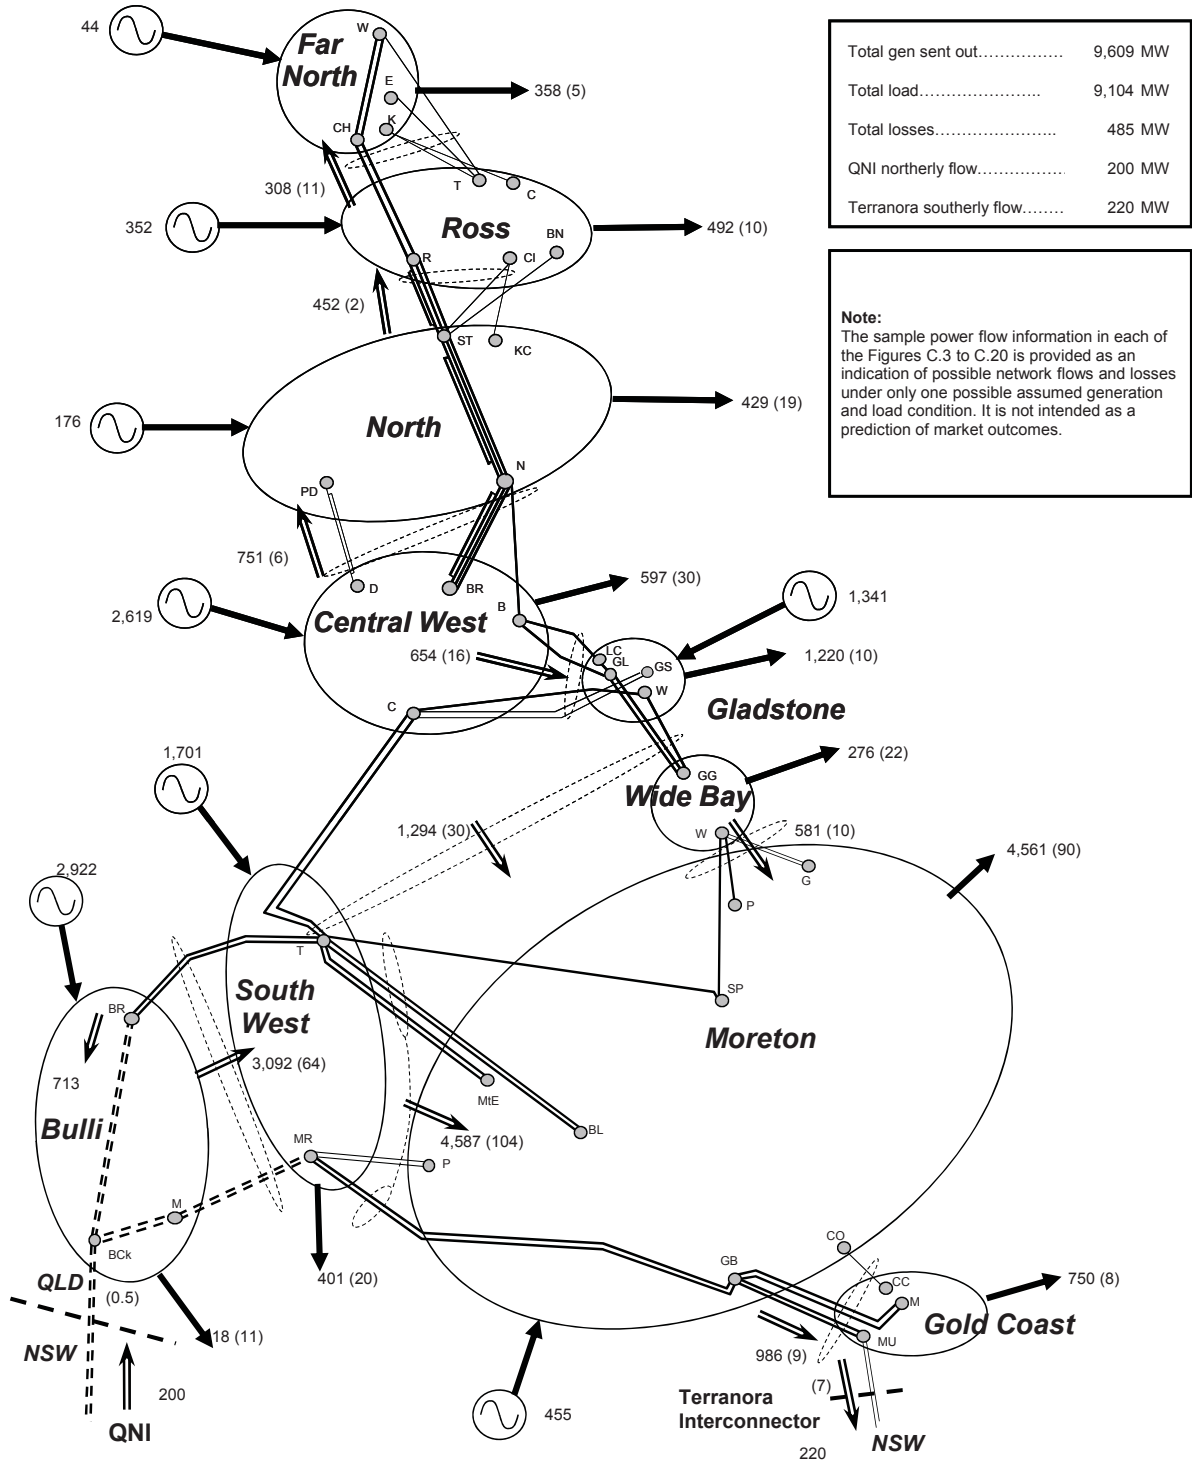 44
W
Far
North
E
K
CH
358 (5)
308 (11)
T
C
352
Ross
BN
492 (10)
R
CI
452 (2)
ST
KC
176
North
429 (19)
N
PD
751 (6)
D
BR
597 (30)
2,619
Central West
B
1,341
654 (16)
LC
GL
GS
1,220 (10)
W
C
Gladstone
1,701
276 (22)
GG
Wide Bay
1,294 (30)
W
581 (10)
G
4,561 (90)
2,922
P
T
SP
South
West
BR
Moreton
3,092 (64)
713
MtE
Bulli
4,587 (104)
BL
MR
P
M
BCk
CO
GB
CC
QLD
401 (20)
750 (8)
(0.5)
M
Gold Coast
18 (11)
MU
NSW
986 (9)
(7)
200
Terranora
Interconnector
455
QNI
220
NSW
Total gen sent out............... 9,609 MW
Total load...................... 9,104 MW
Total losses...................... 485 MW
QNI northerly flow................. 200 MW
Terranora southerly flow........ 220 MW
Note:
The sample power flow information in each of
the Figures C.3 to C.20 is provided as an
indication of possible network flows and losses
under only one possible assumed generation
and load condition. It is not intended as a
prediction of market outcomes.